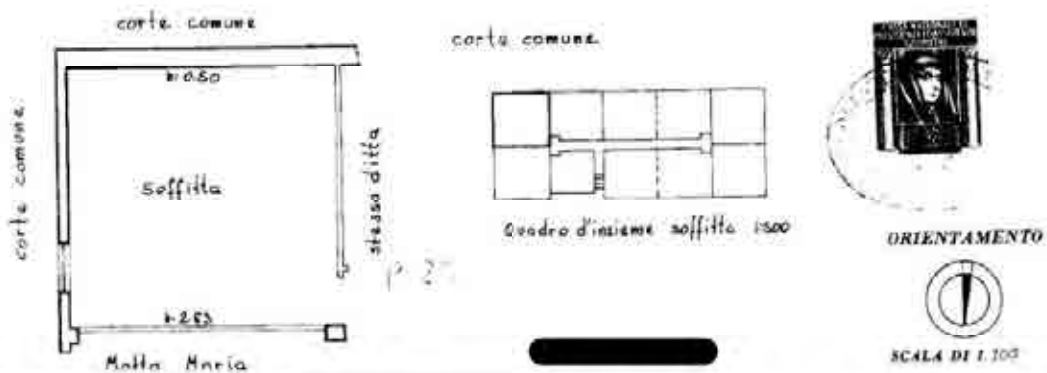 corte comune
h: 0.50
corte comune
Soffitta
stessa ditta
h: 2.83
Motta Maria
corte comune
Quadro d'insieme soffitta 1:500
ORIENTAMENTO
SCALA DI 1.100